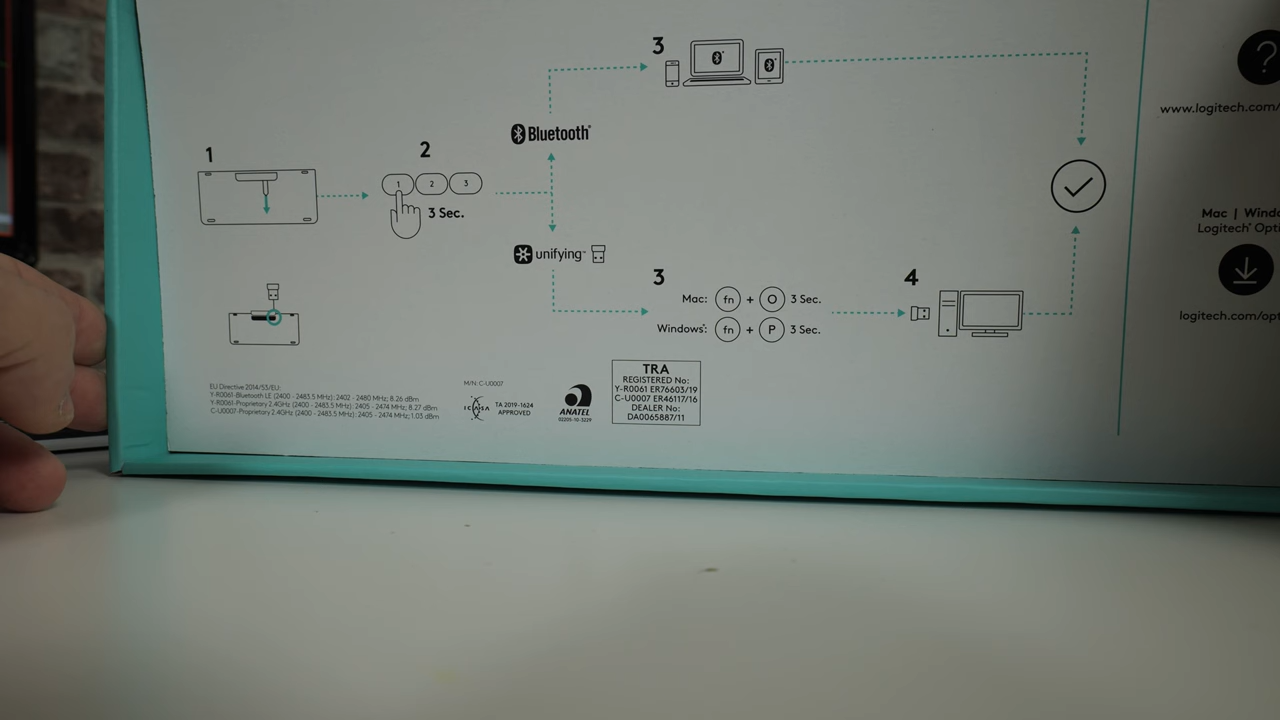 1
2
1 2 3
3 Sec.
Bluetooth®
3
unifying™
3
Mac: fn + O 3 Sec.
Windows®: fn + P 3 Sec.
4
EU Directive 2014/53/EU:
Y-R0061-Bluetooth LE (2400 - 2483.5 MHz): 2402 - 2480 MHz; 8.26 dBm
Y-R0061-Proprietary 2.4GHz (2400 - 2483.5 MHz): 2405 - 2474 MHz; 8.27 dBm
C-U0007-Proprietary 2.4GHz (2400 - 2483.5 MHz): 2405 - 2474 MHz; 1.03 dBm
M/N: C-U0007
ICASA
TA 2019-1624
APPROVED
ANATEL
02205-10-3229
TRA
REGISTERED No:
Y-R0061 ER76603/19
C-U0007 ER46117/16
DEALER No:
DA0065887/11
?
www.logitech.com/
Mac | Windo
Logitech® Opti
logitech.com/opt